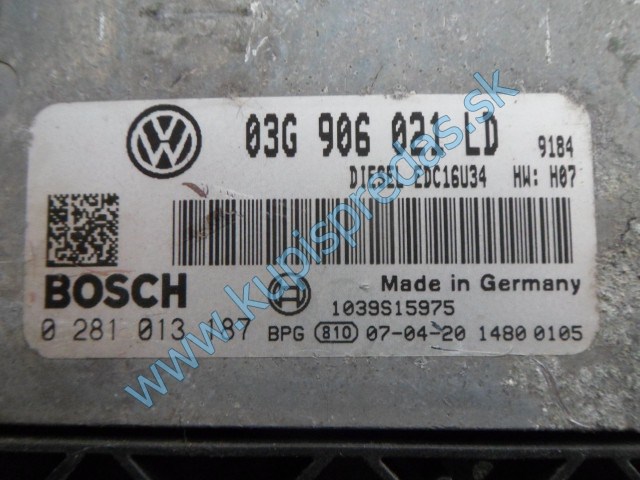 03G 906 021 LD 9184
DIESEL EDC16U34 HW: H07
BOSCH
Made in Germany
1039S15975
0 281 013 187 BPG 810 07-04-20 1480 0105
www.kupispredas.sk